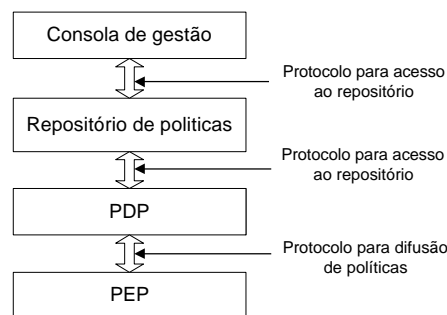 Consola de gestão
Protocolo para acesso
ao repositório
Repositório de politicas
Protocolo para acesso
ao repositório
PDP
Protocolo para difusão
de políticas
PEP